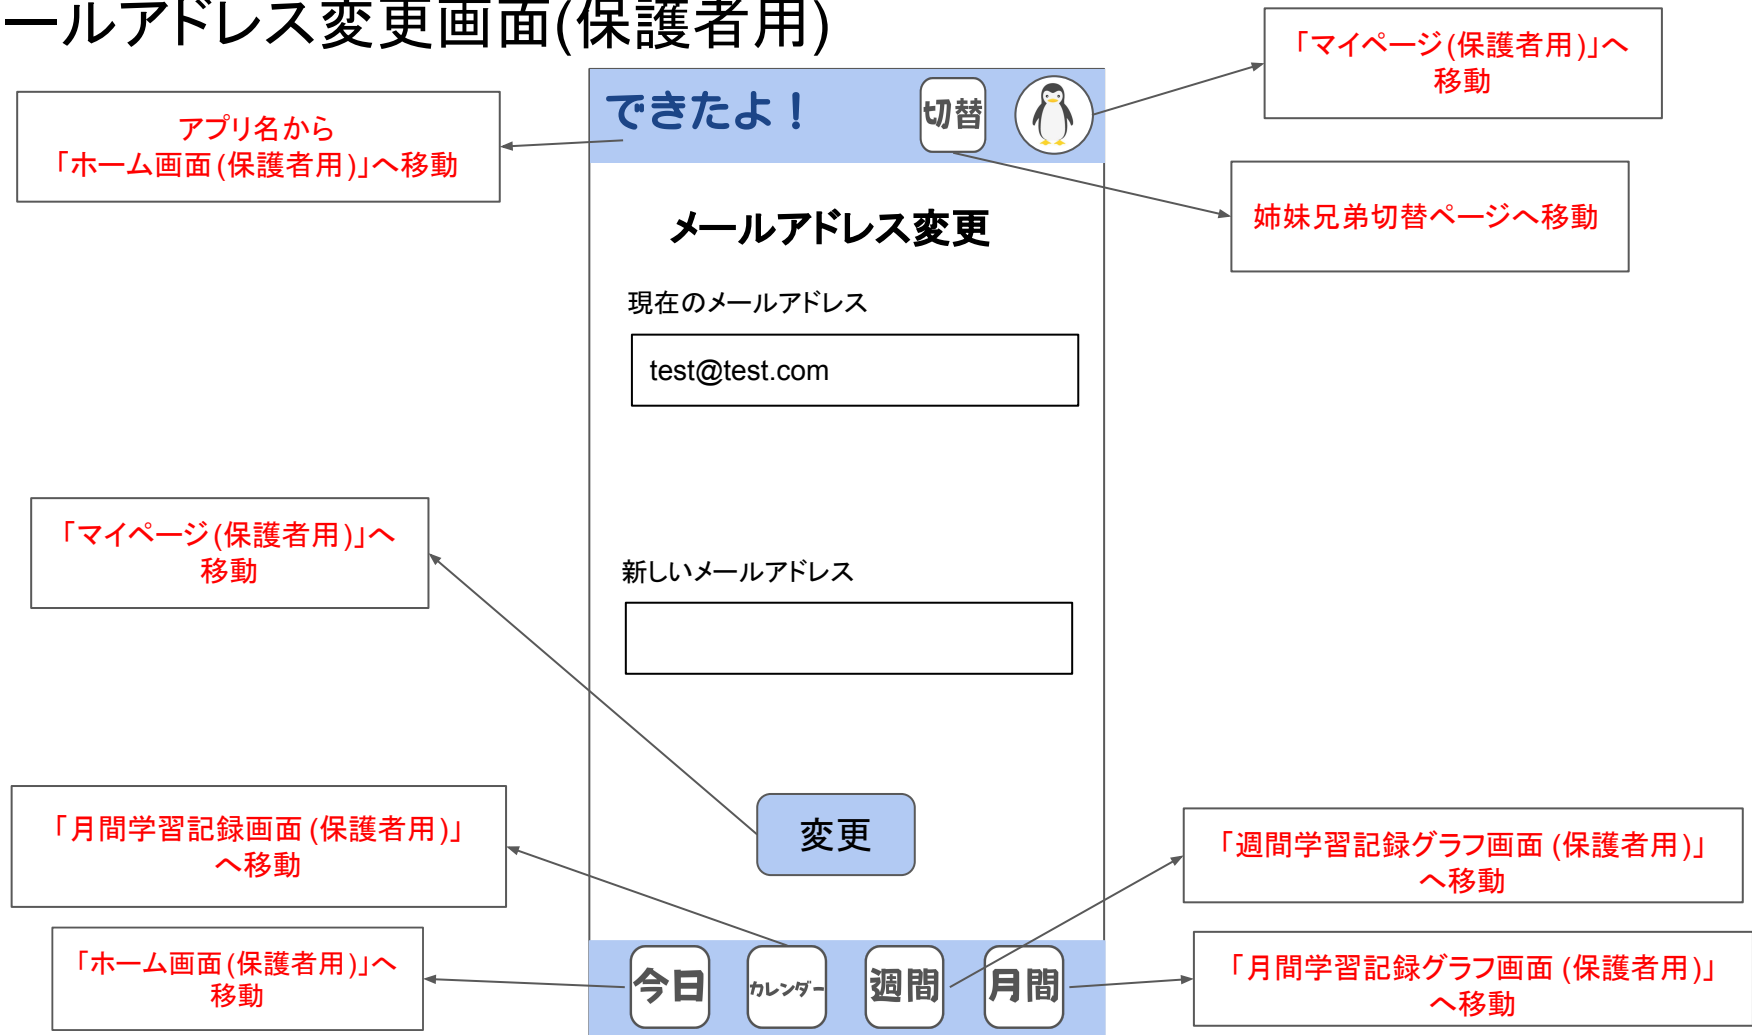 ールアドレス変更画面(保護者用)
「マイページ(保護者用)」へ
移動
できたよ！
切替
アプリ名から
「ホーム画面(保護者用)」へ移動
姉妹兄弟切替ページへ移動
メールアドレス変更
現在のメールアドレス
test@test.com
「マイページ(保護者用)」へ
移動
新しいメールアドレス
変更
「月間学習記録画面(保護者用)」
へ移動
「週間学習記録グラフ画面(保護者用)」
へ移動
「ホーム画面(保護者用)」へ
移動
今日
カレンダー
週間
月間
「月間学習記録グラフ画面(保護者用)」
へ移動